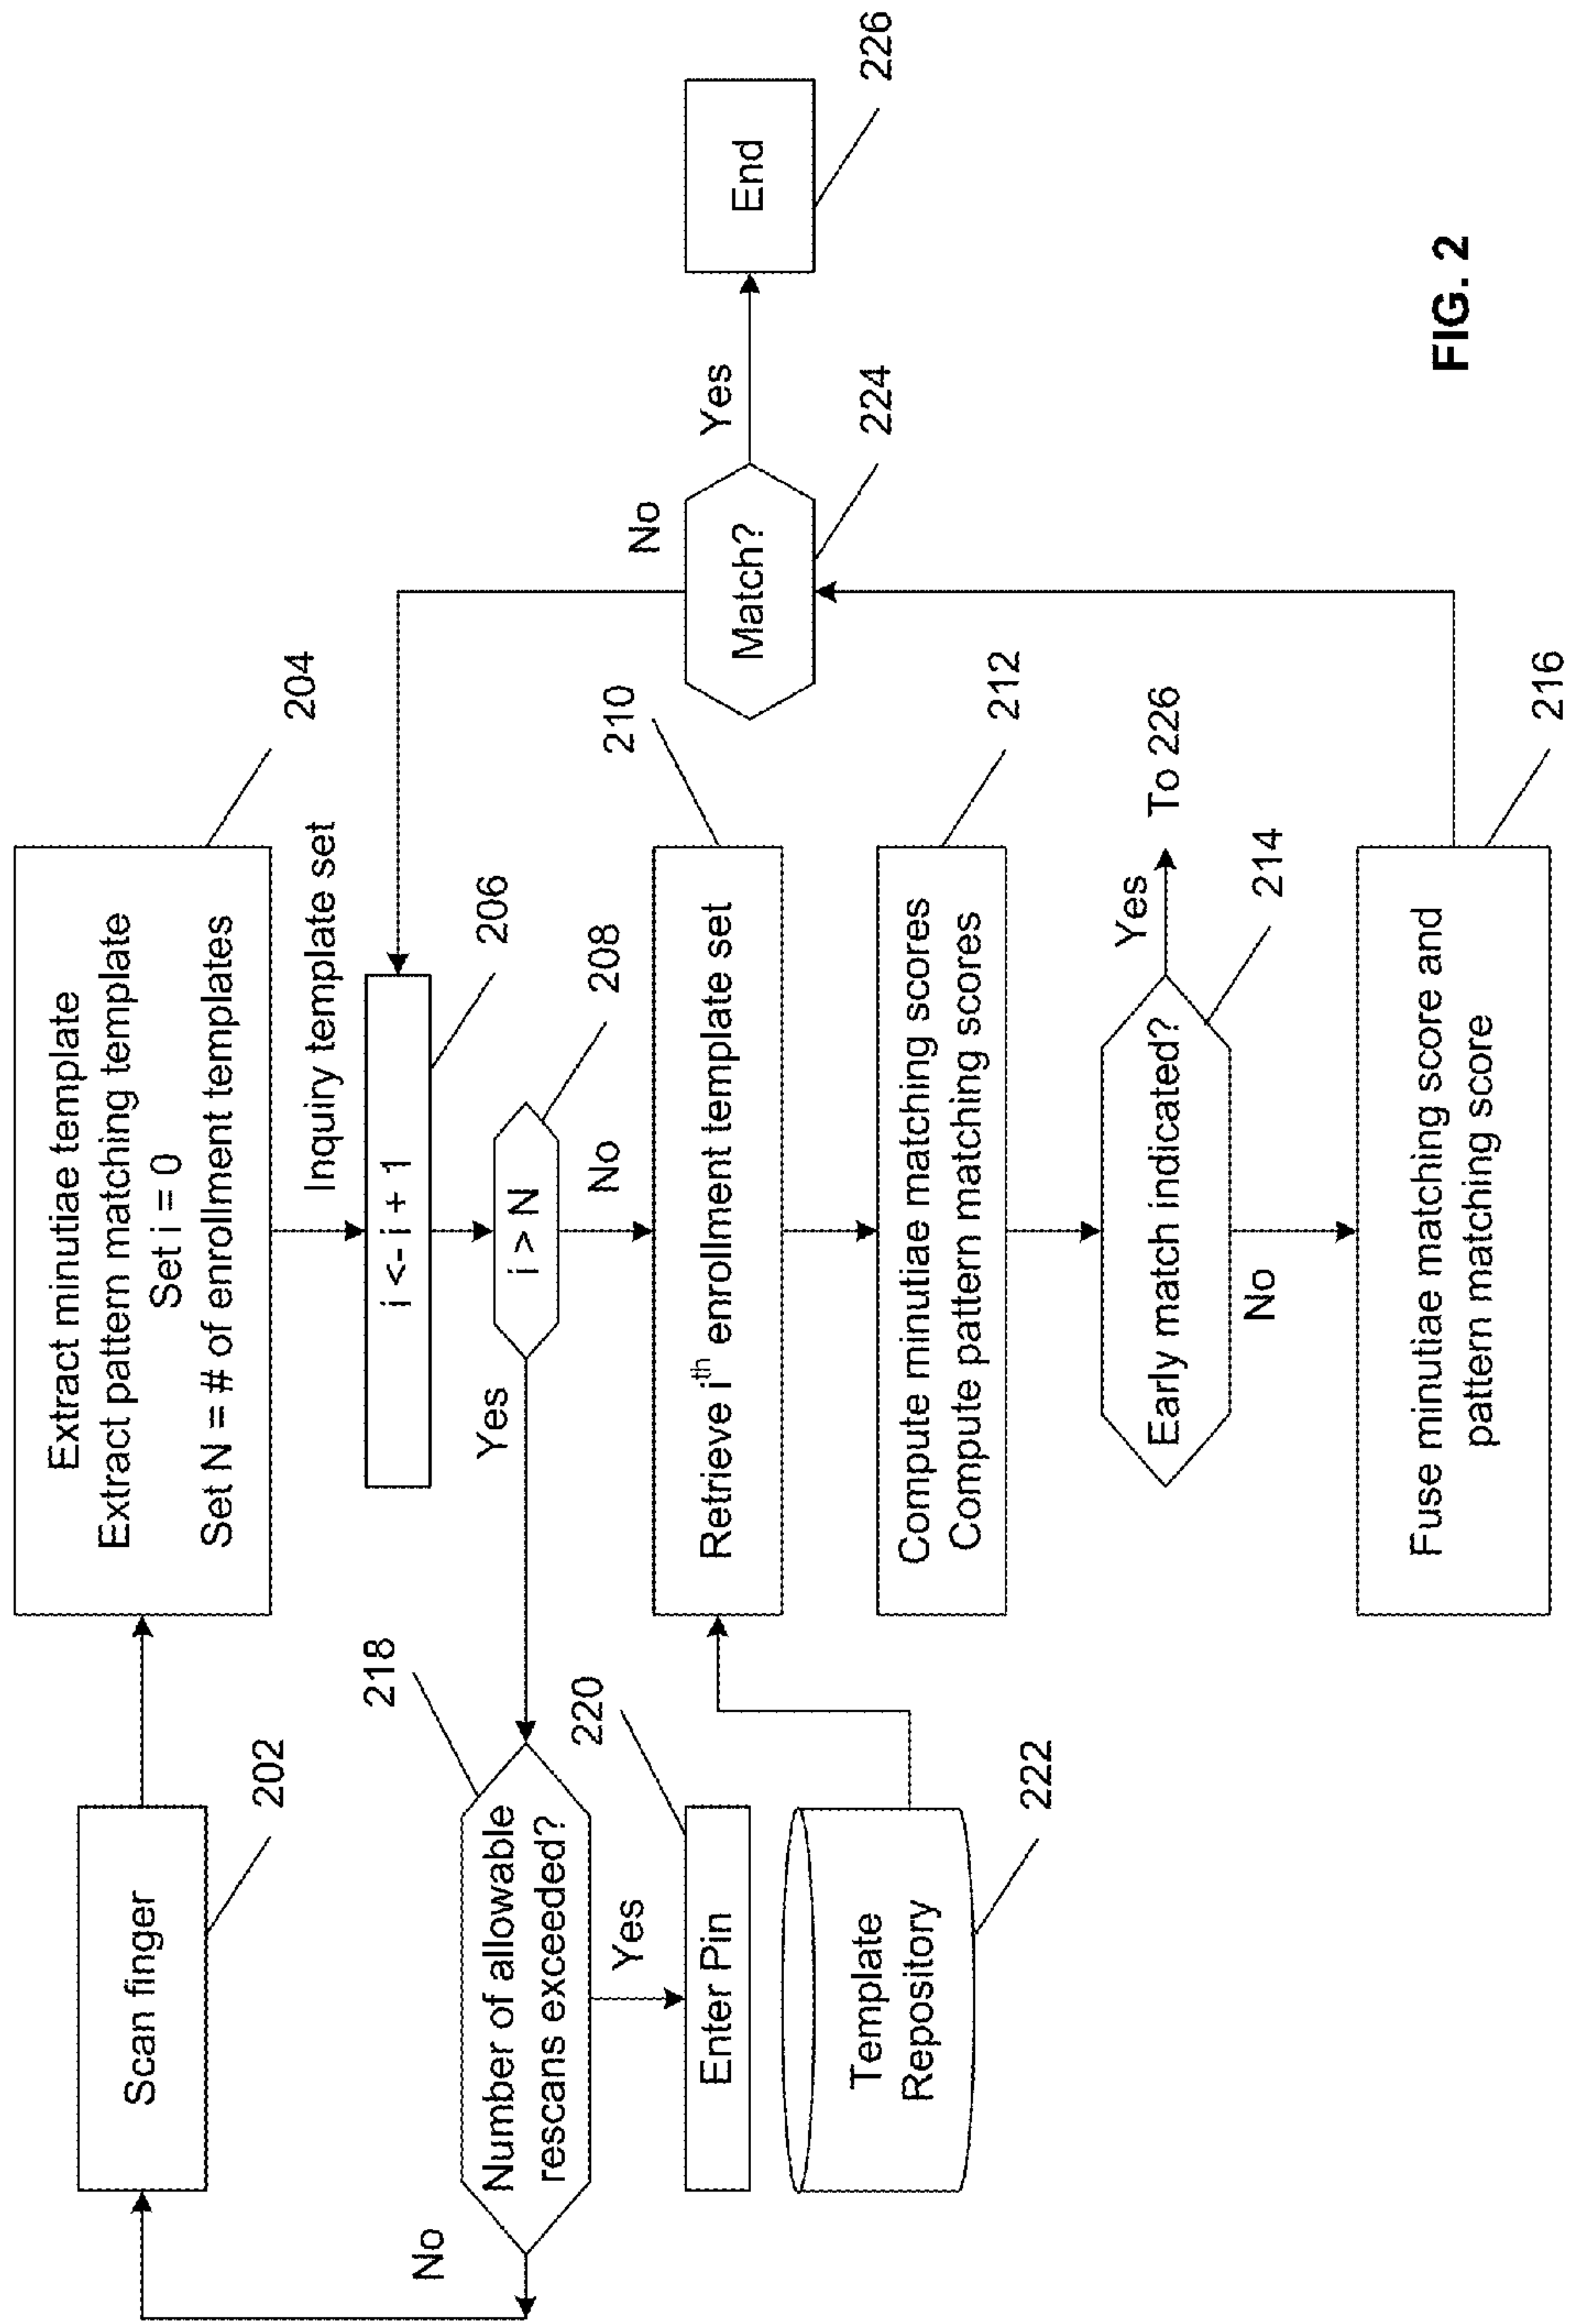 Scan finger
202
Extract minutiae template
Extract pattern matching template
Set i = 0
Set N = # of enrollment templates
204
Inquiry template set
i <- i + 1
206
i > N
208
Yes
No
Number of allowable
rescans exceeded?
218
No
Yes
Enter Pin
220
Template
Repository
222
Retrieve ith enrollment template set
210
Compute minutiae matching scores
Compute pattern matching scores
212
Early match indicated?
214
Yes
To 226
No
Fuse minutiae matching score and
pattern matching score
216
Match?
224
No
Yes
End
226
FIG. 2